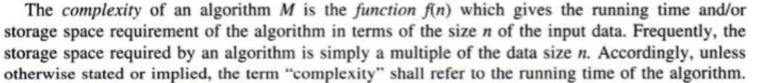 The complexity of an algorithm M is the function f(n) which gives the running time and/or
storage space requirement of the algorithm in terms of the size n of the input data. Frequently, the
storage space required by an algorithm is simply a multiple of the data size n. Accordingly, unless
otherwise stated or implied, the term “complexity” shall refer to the running time of the algorithm.